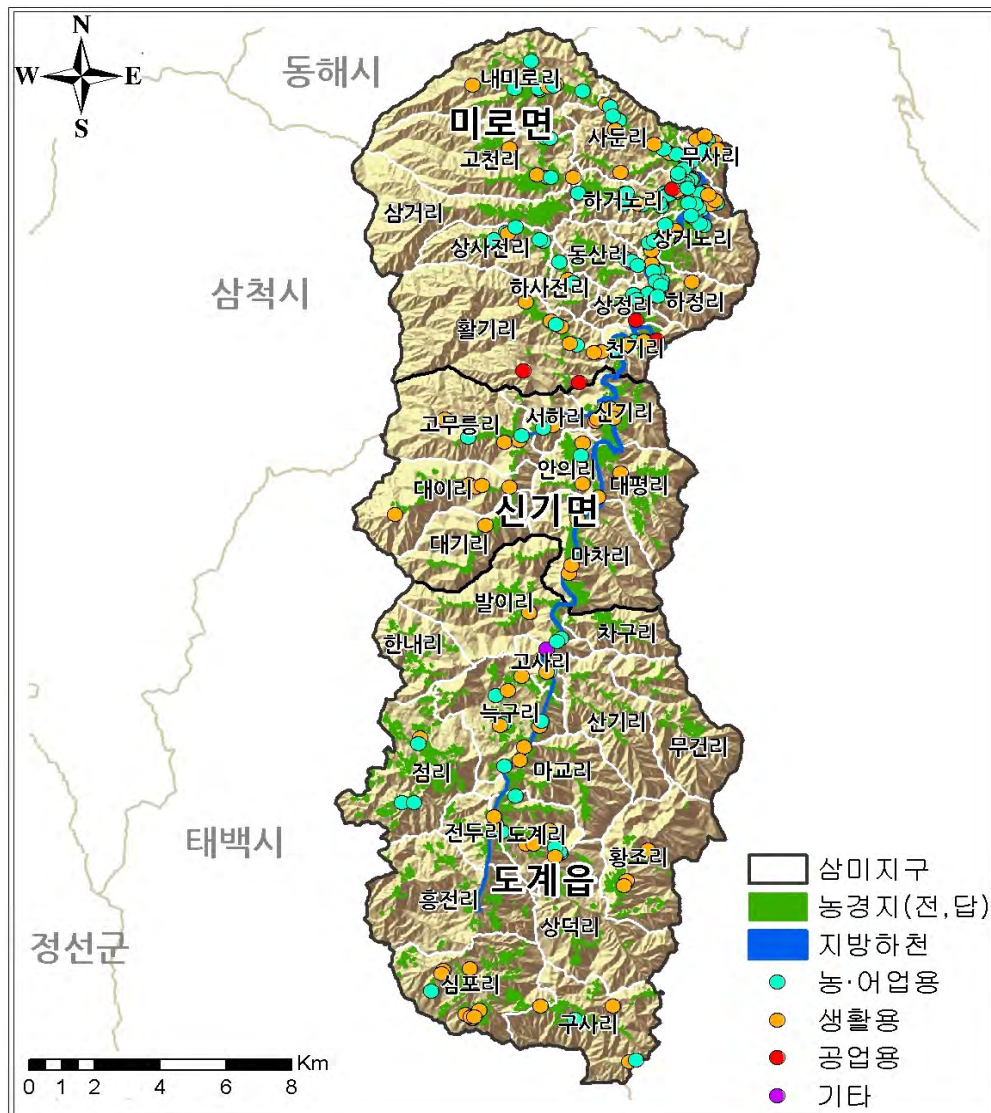 N
W E
S
동해시
내미로리
미로면
사둔리
고천리
무사리
삼거리
하거노리
상거노리
상사전리
동산리
삼척시
하사전리
상정리
하정리
활기리
천기리
고무릉리
서하리
신기리
안의리
대이리
대평리
신기면
대기리
마차리
발이리
차구리
한내리
고사리
늑구리
산기리
무건리
점리
마교리
태백시
전두리
도계리
황조리
도계읍
흥전리
상덕리
정선군
심포리
구사리
삼미지구
농경지(전,답)
지방하천
농·어업용
생활용
공업용
기타
Km
0 1 2 4 6 8